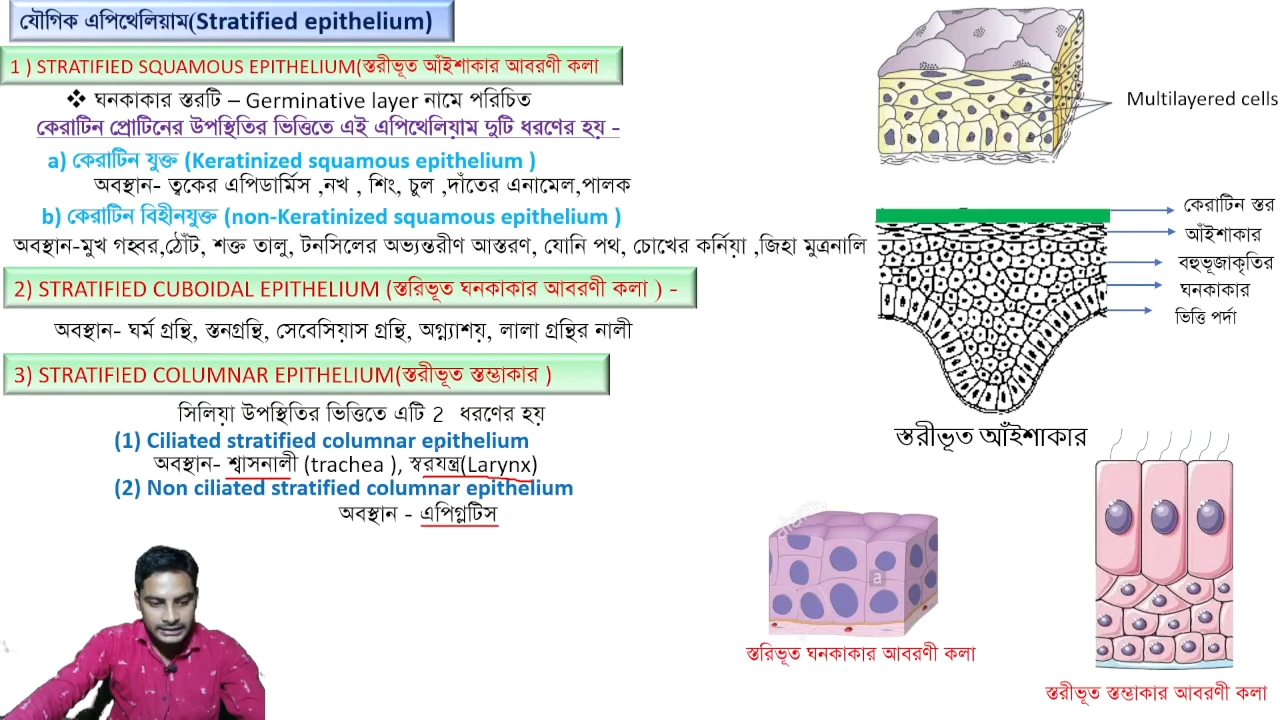 যৌগিক এপিথেলিয়াম(Stratified epithelium)
1 ) STRATIFIED SQUAMOUS EPITHELIUM(স্তরীভূত আঁইশাকার আবরণী কলা
❖ ঘনকাকার স্তরটি – Germinative layer নামে পরিচিত
কেরাটিন প্রোটিনের উপস্থিতির ভিত্তিতে এই এপিথেলিয়াম দুটি ধরণের হয় -
a) কেরাটিন যুক্ত (Keratinized squamous epithelium )
অবস্থান- ত্বকের এপিডার্মিস ,নখ , শিং, চুল ,দাঁতের এনামেল,পালক
b) কেরাটিন বিহীনযুক্ত (non-Keratinized squamous epithelium )
অবস্থান-মুখ গহ্বর,ঠোঁট, শক্ত তালু, টনসিলের অভ্যন্তরীণ আস্তরণ, যোনি পথ, চোখের কর্নিয়া ,জিহা মুত্রনালি
2) STRATIFIED CUBOIDAL EPITHELIUM (স্তরিভূত ঘনকাকার আবরণী কলা ) -
অবস্থান- ঘর্ম গ্রন্থি, স্তনগ্রন্থি, সেবেসিয়াস গ্রন্থি, অগ্ন্যাশয়, লালা গ্রন্থির নালী
3) STRATIFIED COLUMNAR EPITHELIUM(স্তরীভূত স্তম্ভাকার )
সিলিয়া উপস্থিতির ভিত্তিতে এটি 2 ধরণের হয়
(1) Ciliated stratified columnar epithelium
অবস্থান- শ্বাসনালী (trachea ), স্বরযন্ত্র(Larynx)
(2) Non ciliated stratified columnar epithelium
অবস্থান - এপিগ্লটিস
Multilayered cells
কেরাটিন স্তর
আঁইশাকার
বহুভূজাকৃতির
ঘনকাকার
ভিত্তি পর্দা
স্তরীভূত আঁইশাকার
a
স্তরিভূত ঘনকাকার আবরণী কলা
স্তরীভূত স্তম্ভাকার আবরণী কলা